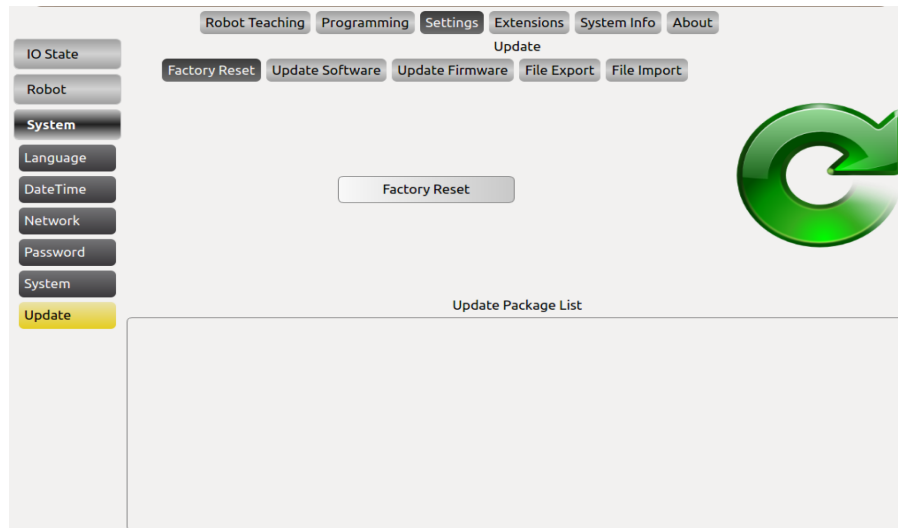 Robot Teaching Programming Settings Extensions System Info About
Update
Factory Reset Update Software Update Firmware File Export File Import
IO State
Robot
System
Language
DateTime
Network
Password
System
Update
Factory Reset
Update Package List